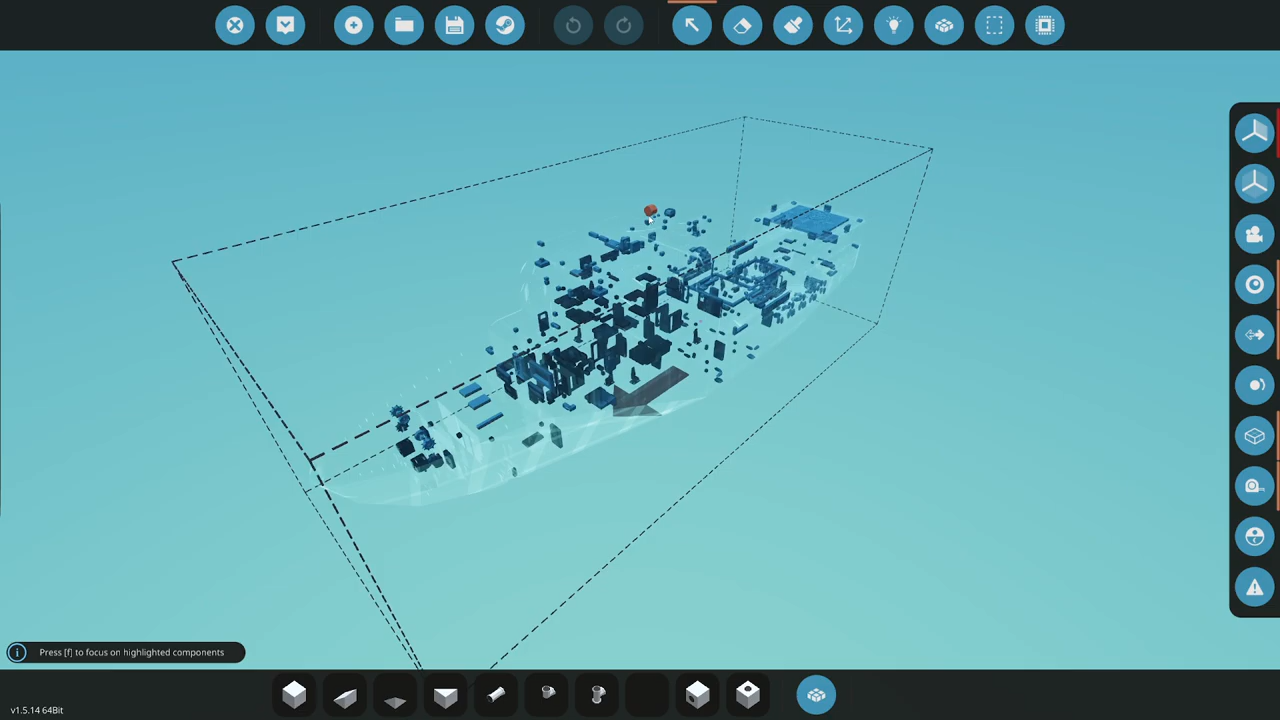 Press [f] to focus on highlighted components
v1.5.14 64Bit